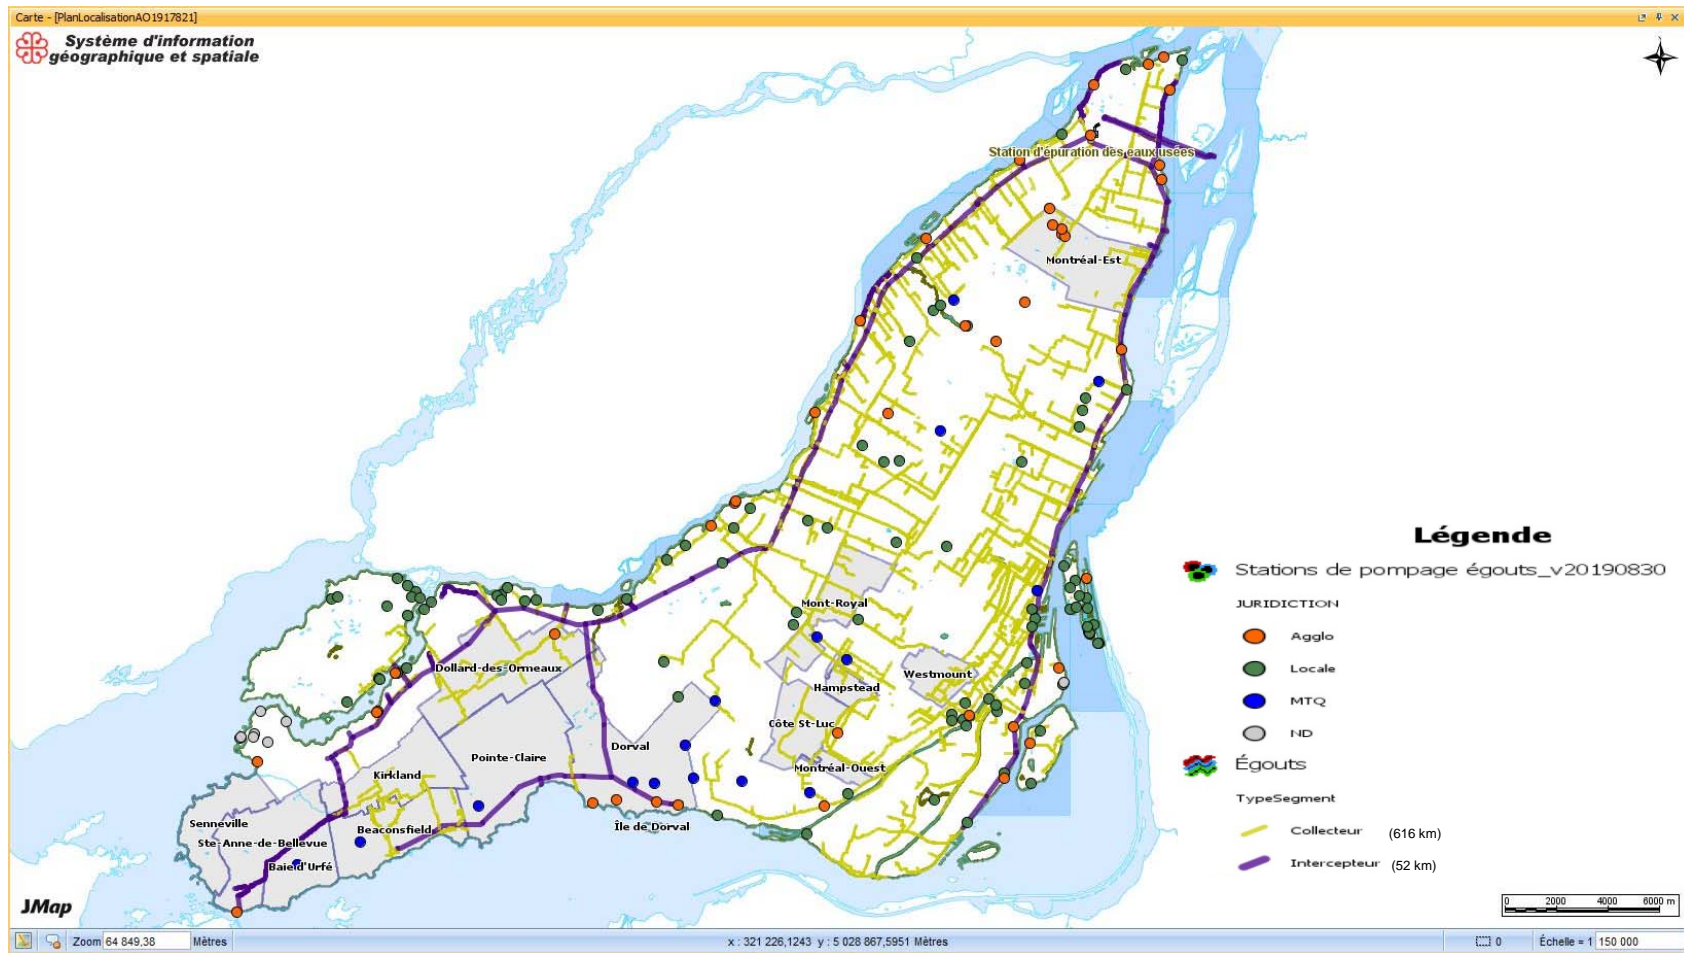 Carte - [PlanLocalisationAO1917821]
Système d'information
géographique et spatiale
Station d'épuration des eaux usées
Montréal-Est
Mont-Royal
Dollard-des-Ormeaux
Hampstead
Westmount
Côte St-Luc
Dorval
Pointe-Claire
Montréal-Ouest
Kirkland
Senneville
Île de Dorval
Beaconsfield
Ste-Anne-de-Bellevue
Baie d'Urfé
Légende
Stations de pompage égouts_v20190830
JURIDICTION
Agglo
Locale
MTQ
ND
Égouts
TypeSegment
Collecteur (616 km)
Intercepteur (52 km)
JMap
0 2000 4000 6000 m
Zoom 64 849,38 Mètres
x : 321 226,1243 y : 5 028 867,5951 Mètres
0
Échelle = 1 150 000